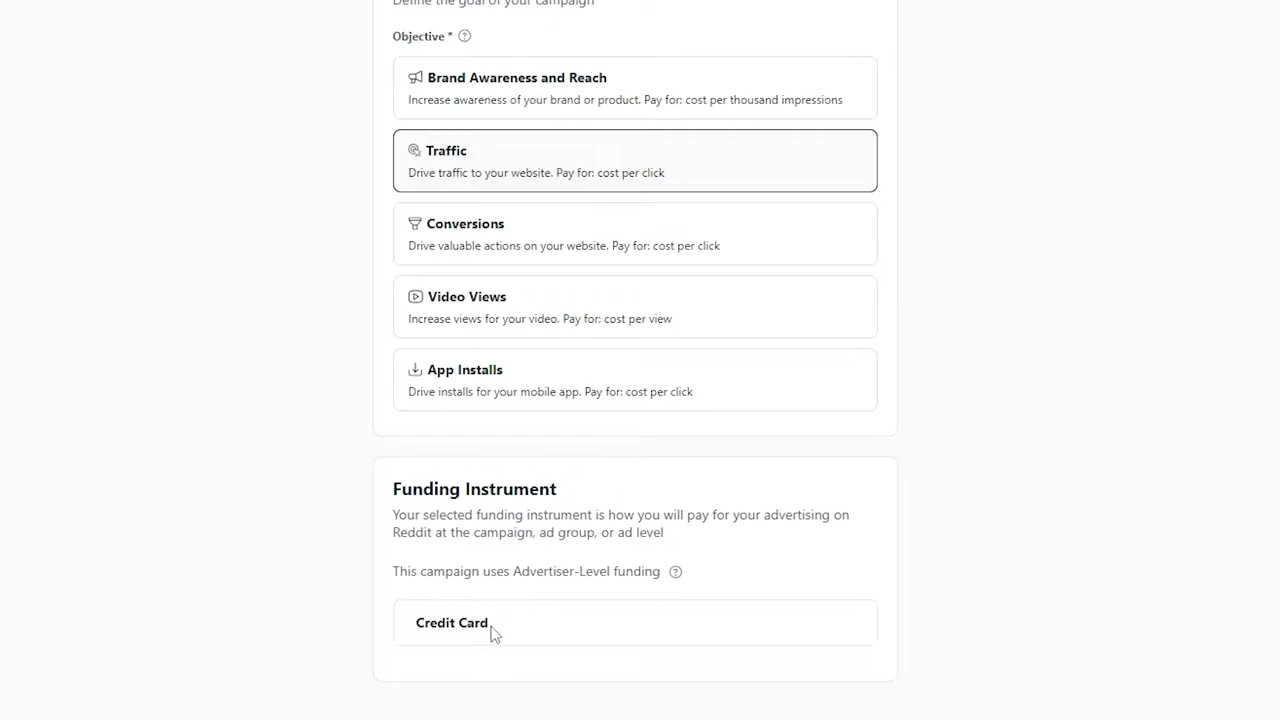 Define the goal of your campaign
Objective *
Brand Awareness and Reach
Increase awareness of your brand or product. Pay for: cost per thousand impressions
Traffic
Drive traffic to your website. Pay for: cost per click
Conversions
Drive valuable actions on your website. Pay for: cost per click
Video Views
Increase views for your video. Pay for: cost per view
App Installs
Drive installs for your mobile app. Pay for: cost per click
Funding Instrument
Your selected funding instrument is how you will pay for your advertising on
Reddit at the campaign, ad group, or ad level
This campaign uses Advertiser-Level funding
Credit Card